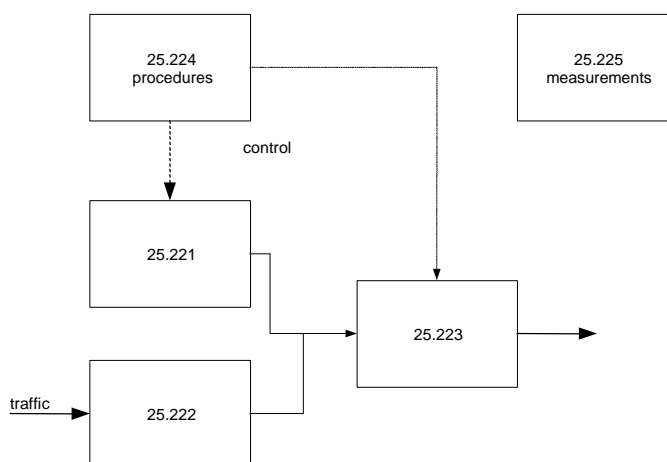 25.224
procedures
25.225
measurements
control
25.221
25.223
traffic
25.222